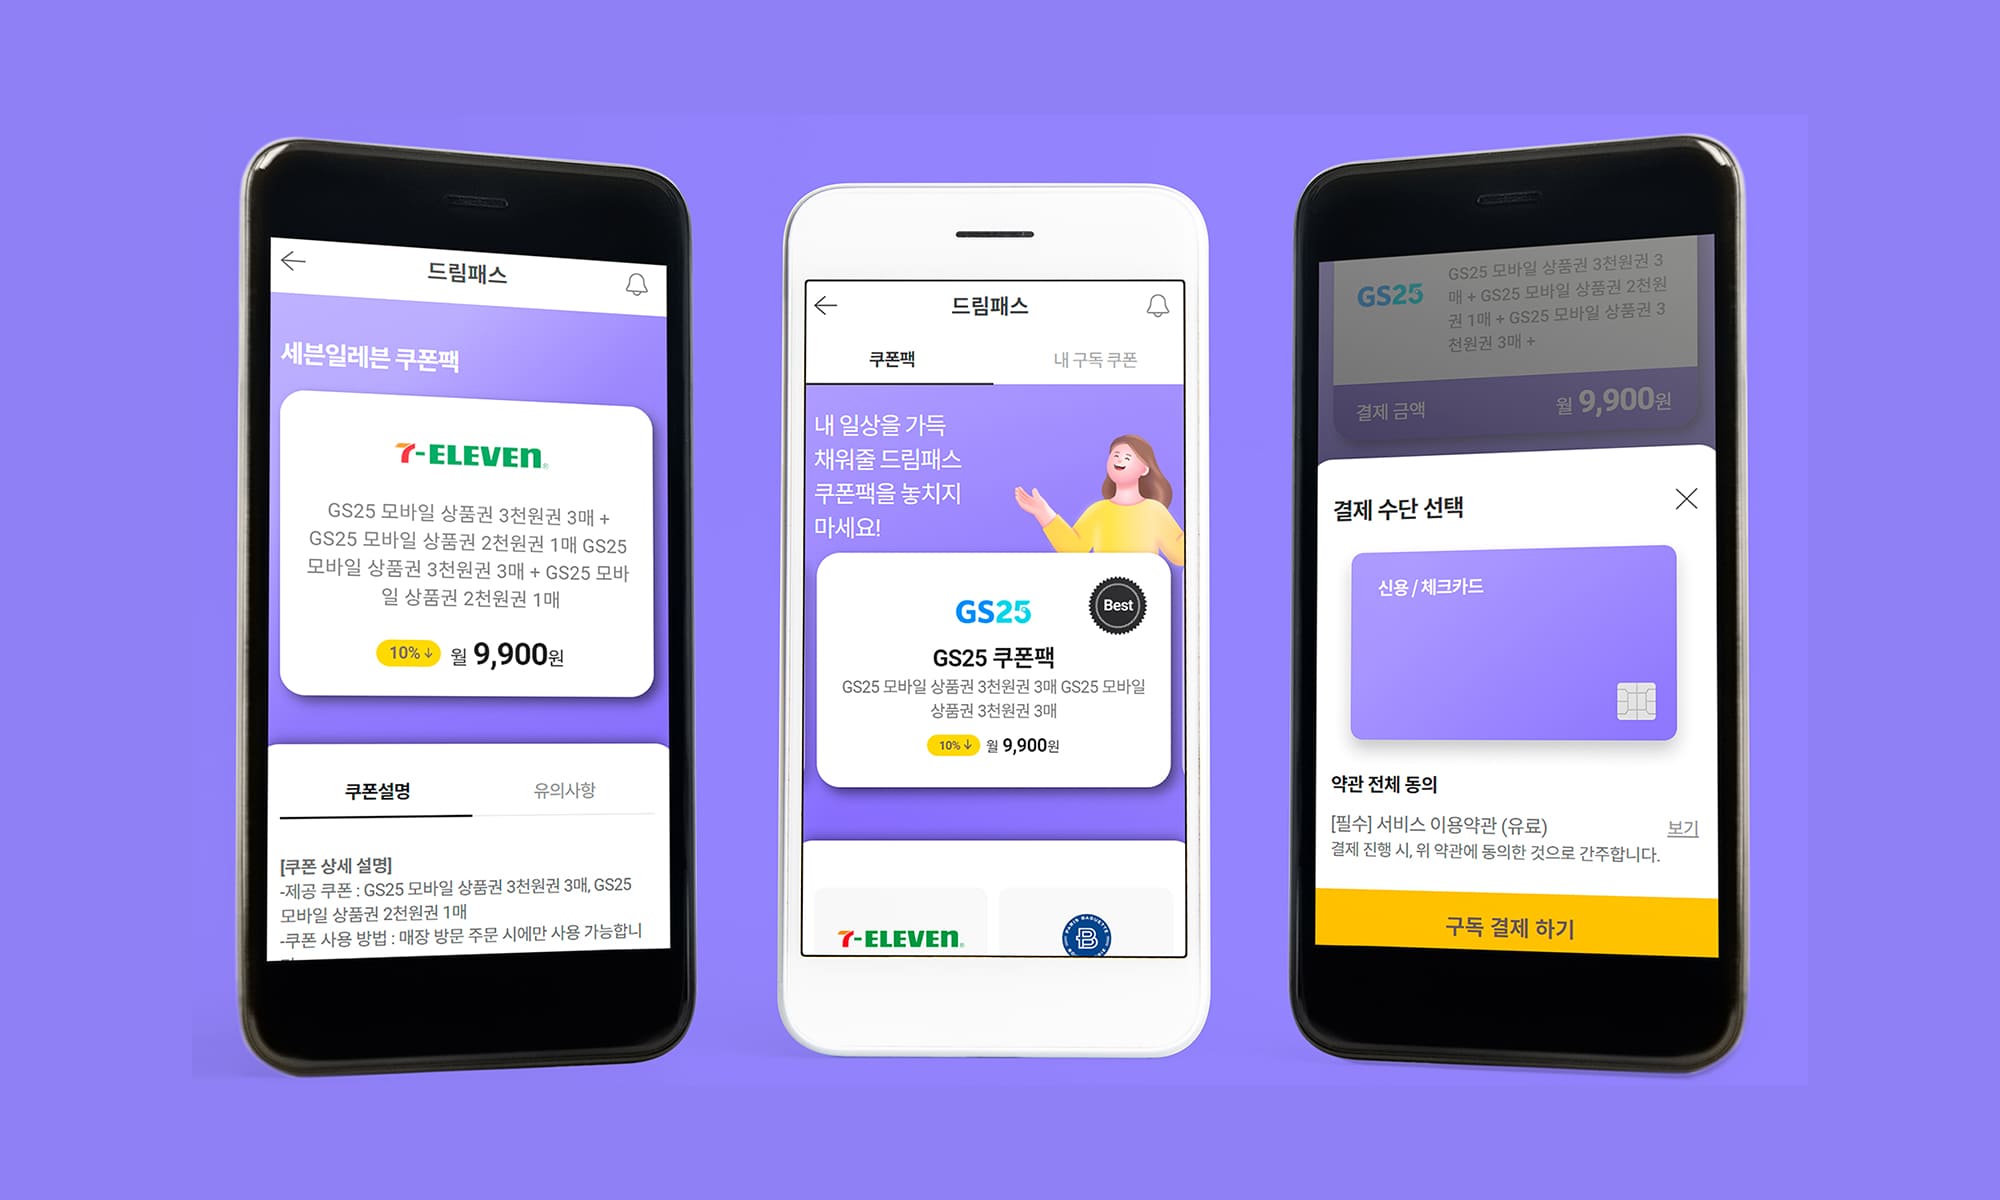 드림패스
세븐일레븐 쿠폰팩
7-ELEVEN®
GS25 모바일 상품권 3천원권 3매 +
GS25 모바일 상품권 2천원권 1매 GS25
모바일 상품권 3천원권 3매 + GS25 모바
일 상품권 2천원권 1매
10%↓ 월 9,900원
쿠폰설명 유의사항
[쿠폰 상세 설명]
-제공 쿠폰 : GS25 모바일 상품권 3천원권 3매, GS25
모바일 상품권 2천원권 1매
-쿠폰 사용 방법 : 매장 방문 주문 시에만 사용 가능합니
드림패스
쿠폰팩 내 구독 쿠폰
내 일상을 가득
채워줄 드림패스
쿠폰팩을 놓치지
마세요!
GS25
Best
GS25 쿠폰팩
GS25 모바일 상품권 3천원권 3매 GS25 모바일
상품권 3천원권 3매
10%↓ 월 9,900원
7-ELEVEN®
PARIS BAGUETTE
B
GS25
GS25 모바일 상품권 3천원권 3
매 + GS25 모바일 상품권 2천원
권 1매 + GS25 모바일 상품권 3
천원권 3매 +
결제 금액 월 9,900원
결제 수단 선택
신용 / 체크카드
약관 전체 동의
[필수] 서비스 이용약관 (유료) 보기
결제 진행 시, 위 약관에 동의한 것으로 간주합니다.
구독 결제 하기